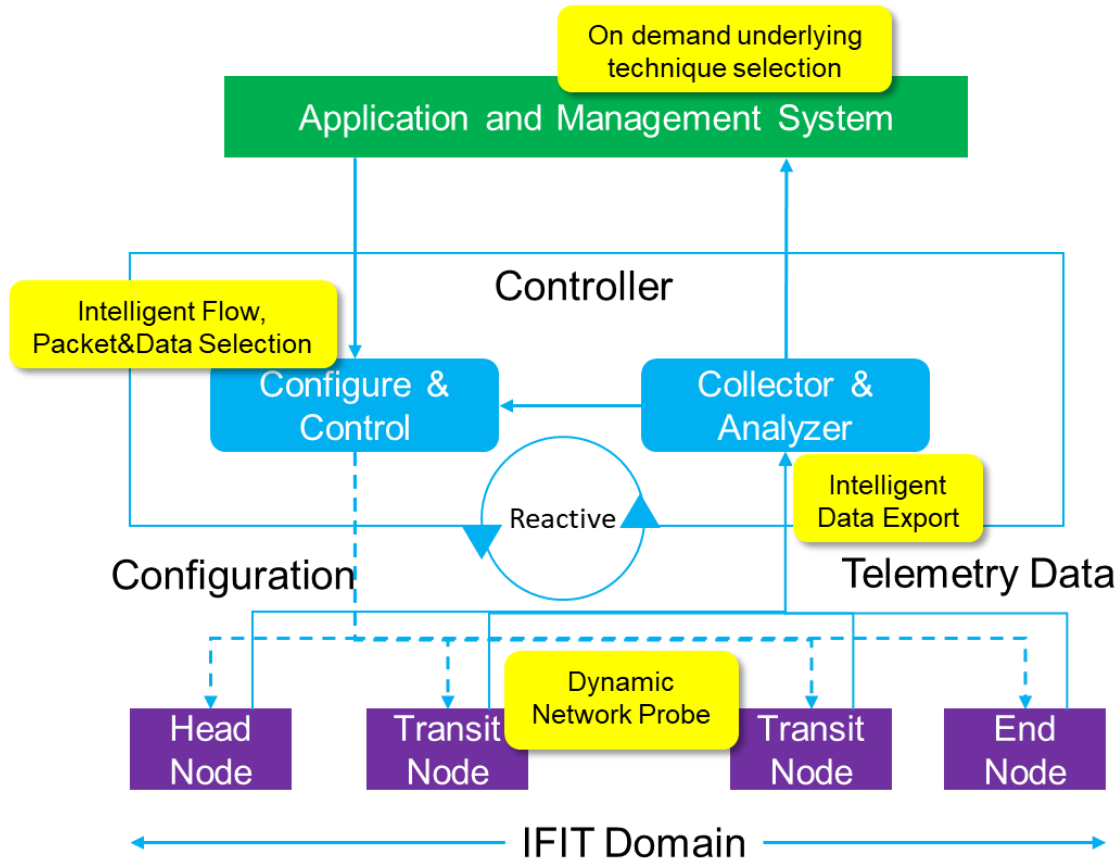 On demand underlying
technique selection
Application and Management System
Controller
Intelligent Flow,
Packet&Data Selection
Configure &
Control
Collector &
Analyzer
Intelligent
Data Export
Reactive
Configuration
Telemetry Data
Dynamic
Network Probe
Head
Node
Transit
Node
Transit
Node
End
Node
IFIT Domain